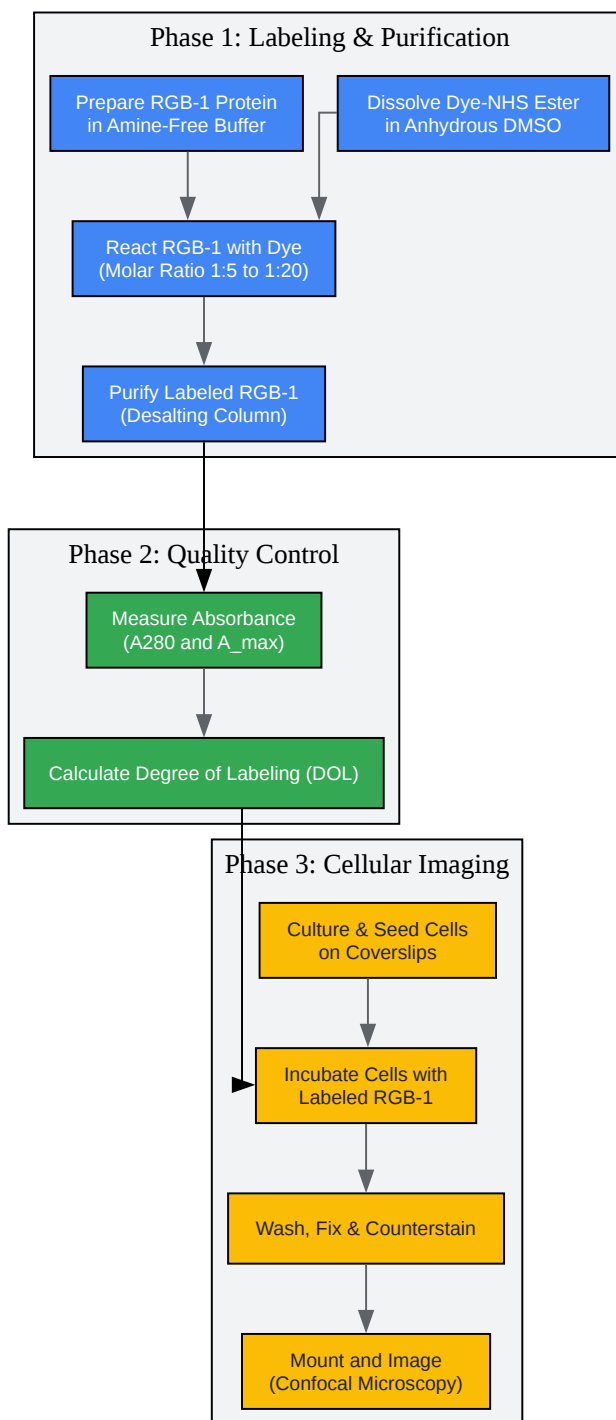 Phase 1: Labeling & Purification
Prepare RGB-1 Protein
in Amine-Free Buffer
Dissolve Dye-NHS Ester
in Anhydrous DMSO
React RGB-1 with Dye
(Molar Ratio 1:5 to 1:20)
Purify Labeled RGB-1
(Desalting Column)
Phase 2: Quality Control
Measure Absorbance
(A280 and A_max)
Calculate Degree of Labeling (DOL)
Phase 3: Cellular Imaging
Culture & Seed Cells
on Coverslips
Incubate Cells with
Labeled RGB-1
Wash, Fix & Counterstain
Mount and Image
(Confocal Microscopy)